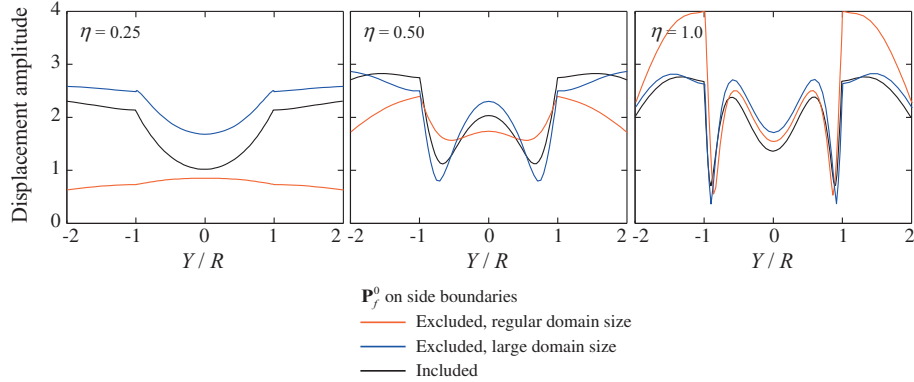 Displacement amplitude
4
3
2
1
0
η = 0.25
η = 0.50
η = 1.0
-2 -1 0 1 2
-2 -1 0 1 2
-2 -1 0 1 2
Y / R
Y / R
Y / R
P_f^0 on side boundaries
Excluded, regular domain size
Excluded, large domain size
Included